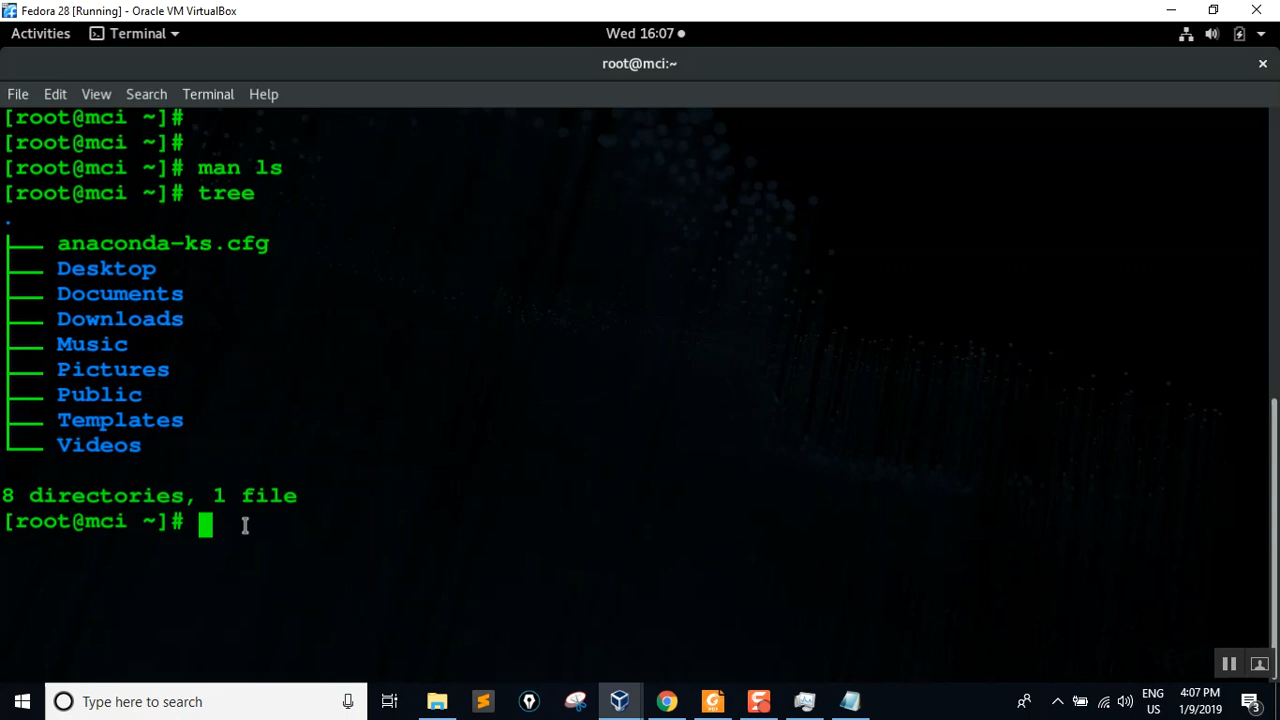 Fedora 28 [Running] - Oracle VM VirtualBox
Activities Terminal Wed 16:07
root@mci:~
File Edit View Search Terminal Help
[root@mci ~]#
[root@mci ~]#
[root@mci ~]# man ls
[root@mci ~]# tree
.
├── anaconda-ks.cfg
├── Desktop
├── Documents
├── Downloads
├── Music
├── Pictures
├── Public
├── Templates
└── Videos
8 directories, 1 file
[root@mci ~]#
Type here to search ENG 4:07 PM
US 1/9/2019 3